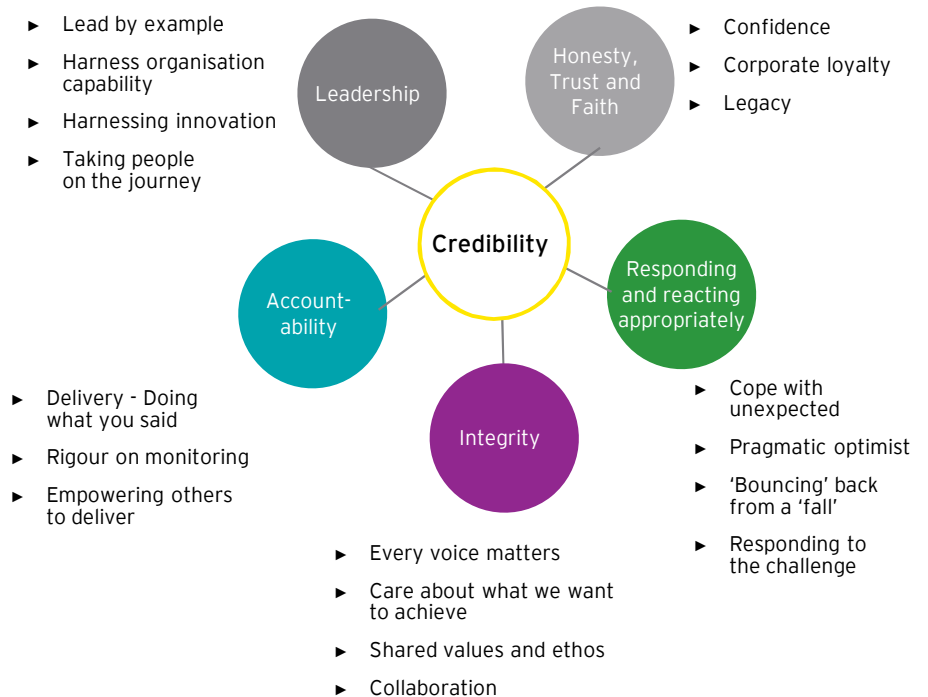 ► Lead by example
► Harness organisation
capability
► Harnessing innovation
► Taking people
on the journey
Leadership
Honesty,
Trust and
Faith
► Confidence
► Corporate loyalty
► Legacy
Credibility
Account-
ability
Responding
and reacting
appropriately
► Delivery - Doing
what you said
► Rigour on monitoring
► Empowering others
to deliver
Integrity
► Cope with
unexpected
► Pragmatic optimist
► ‘Bouncing’ back
from a ‘fall’
► Responding to
the challenge
► Every voice matters
► Care about what we want
to achieve
► Shared values and ethos
► Collaboration